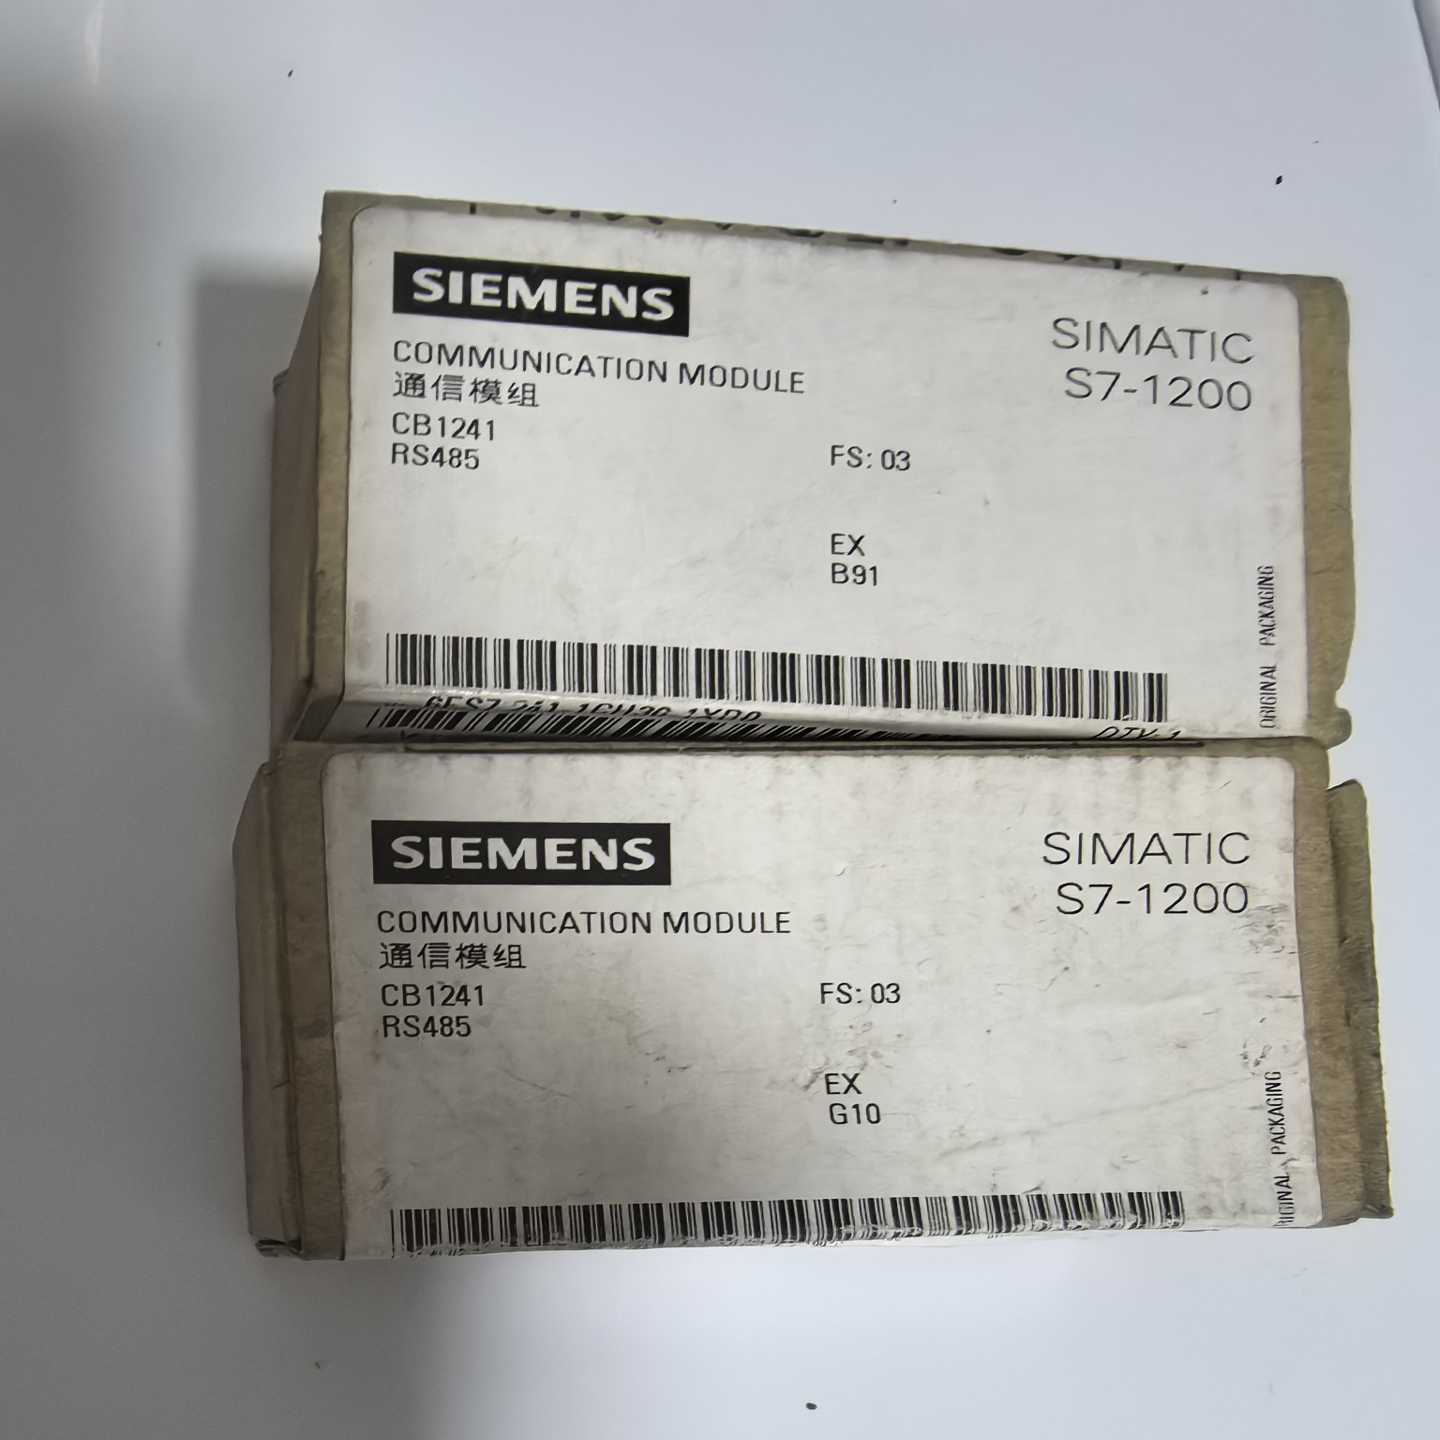 SIEMENS
SIMATIC
S7-1200
COMMUNICATION MODULE
通信模组
CB1241
RS485
FS: 03
EX
B91
ORIGINAL PACKAGING
SIEMENS
SIMATIC
S7-1200
COMMUNICATION MODULE
通信模组
CB1241
RS485
FS: 03
EX
G10
PACKAGING